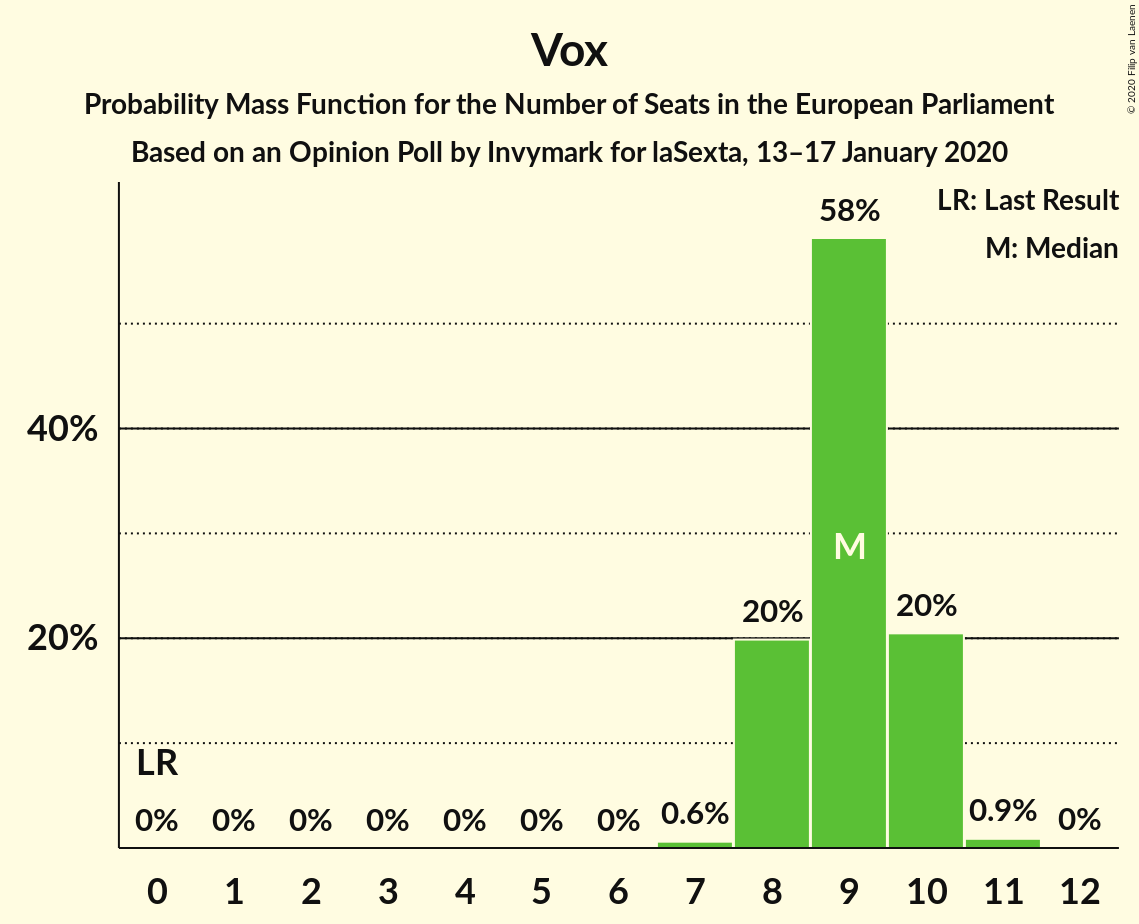 Vox
Probability Mass Function for the Number of Seats in the European Parliament
Based on an Opinion Poll by Invymark for laSexta, 13–17 January 2020
© 2020 Filip van Laenen
LR: Last Result
M: Median
58%
40%
M
20% 20%
20%
LR
0% 0% 0% 0% 0% 0% 0% 0.6% 0.9% 0%
0 1 2 3 4 5 6 7 8 9 10 11 12